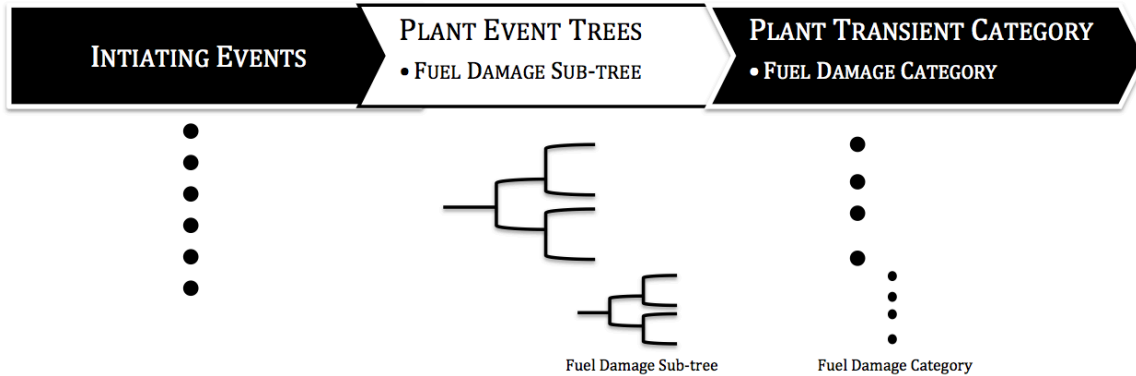 INTIATING EVENTS
PLANT EVENT TREES
• FUEL DAMAGE SUB-TREE
PLANT TRANSIENT CATEGORY
• FUEL DAMAGE CATEGORY
Fuel Damage Sub-tree
Fuel Damage Category